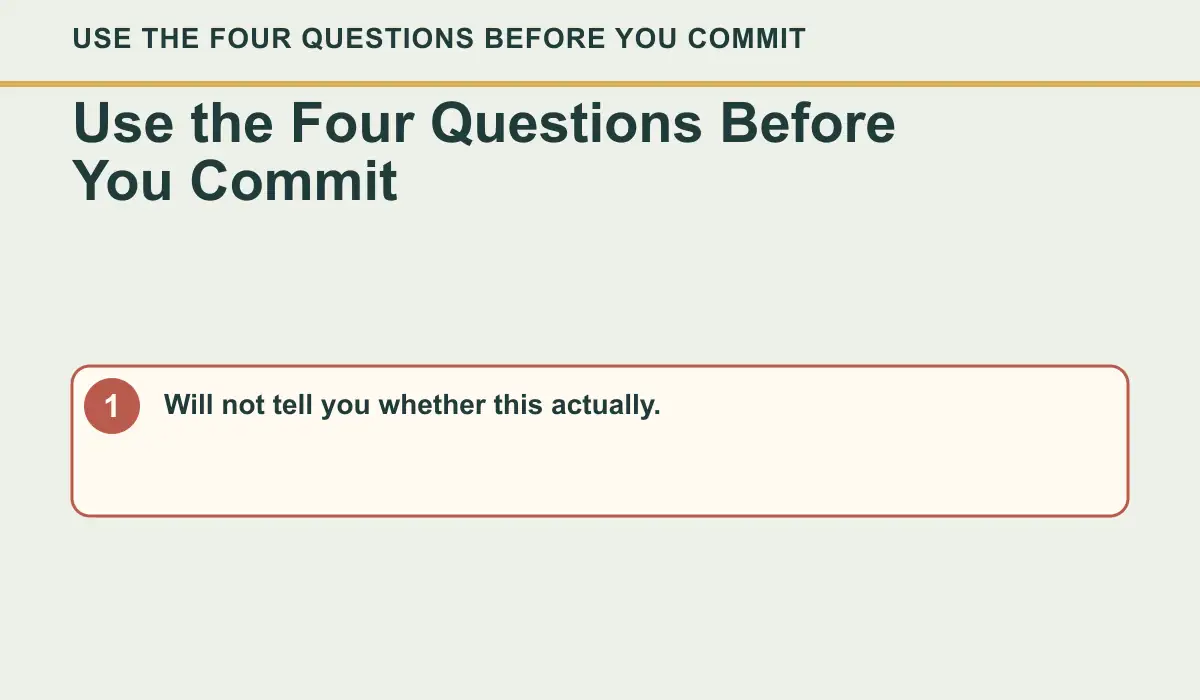 USE THE FOUR QUESTIONS BEFORE YOU COMMIT
Use the Four Questions Before
You Commit
1
Will not tell you whether this actually.